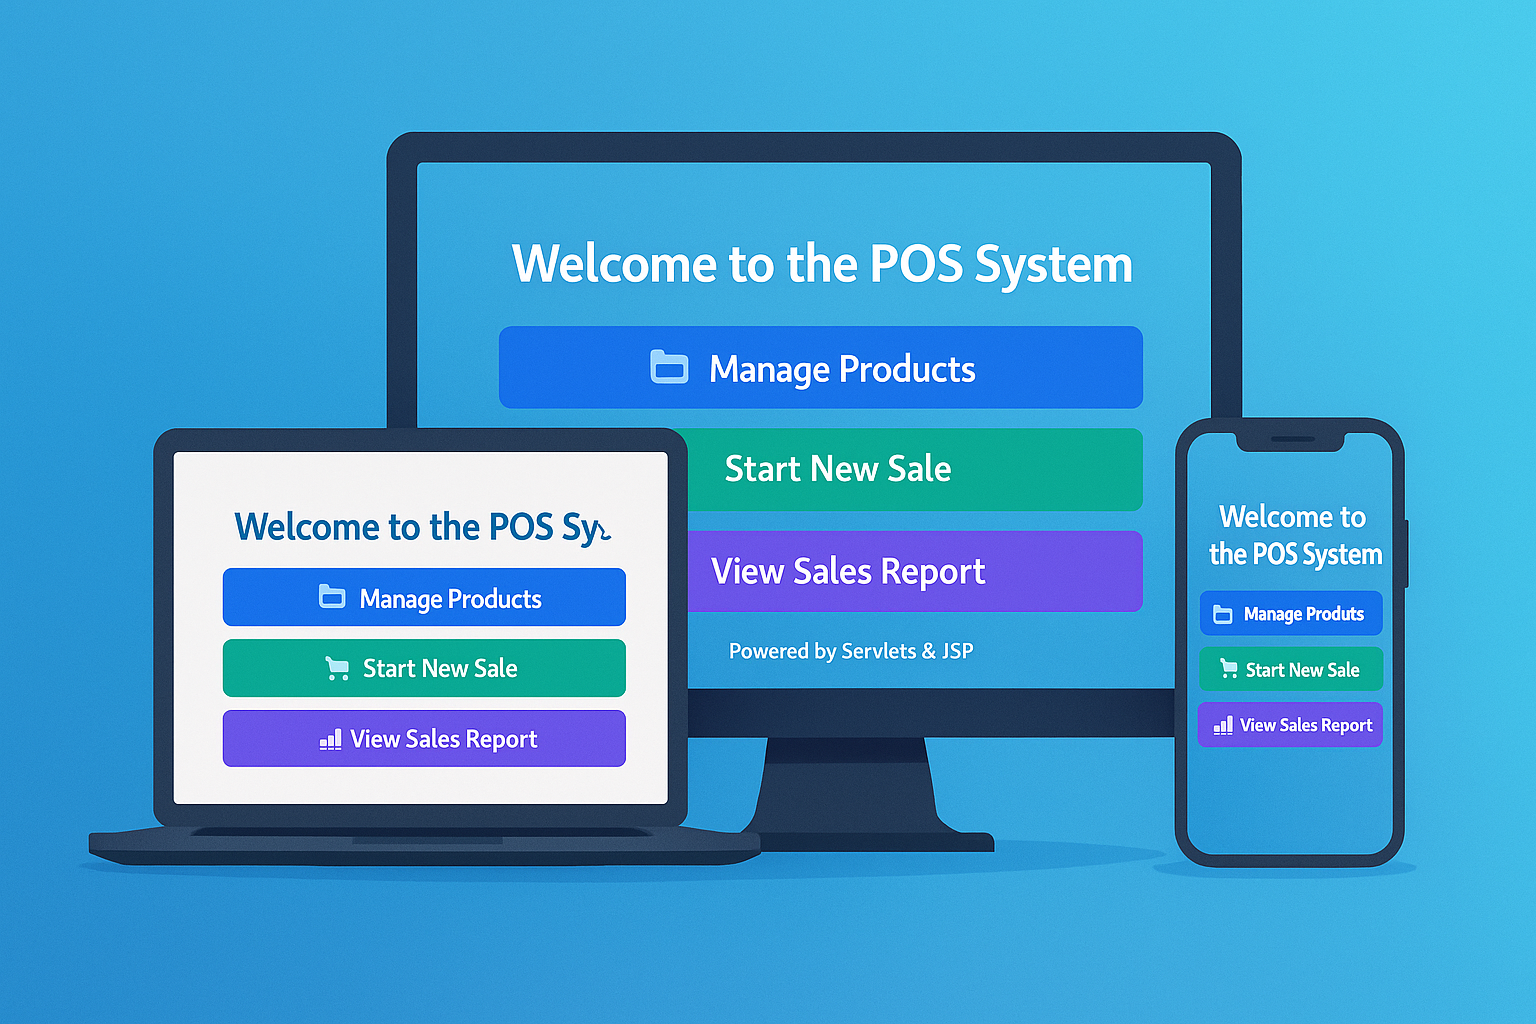 Welcome to the POS System
Manage Products
Start New Sale
View Sales Report
Powered by Servlets & JSP
Welcome to the POS Sy
Manage Products
Start New Sale
View Sales Report
Welcome to
the POS System
Manage Produts
Start New Sale
View Sales Report